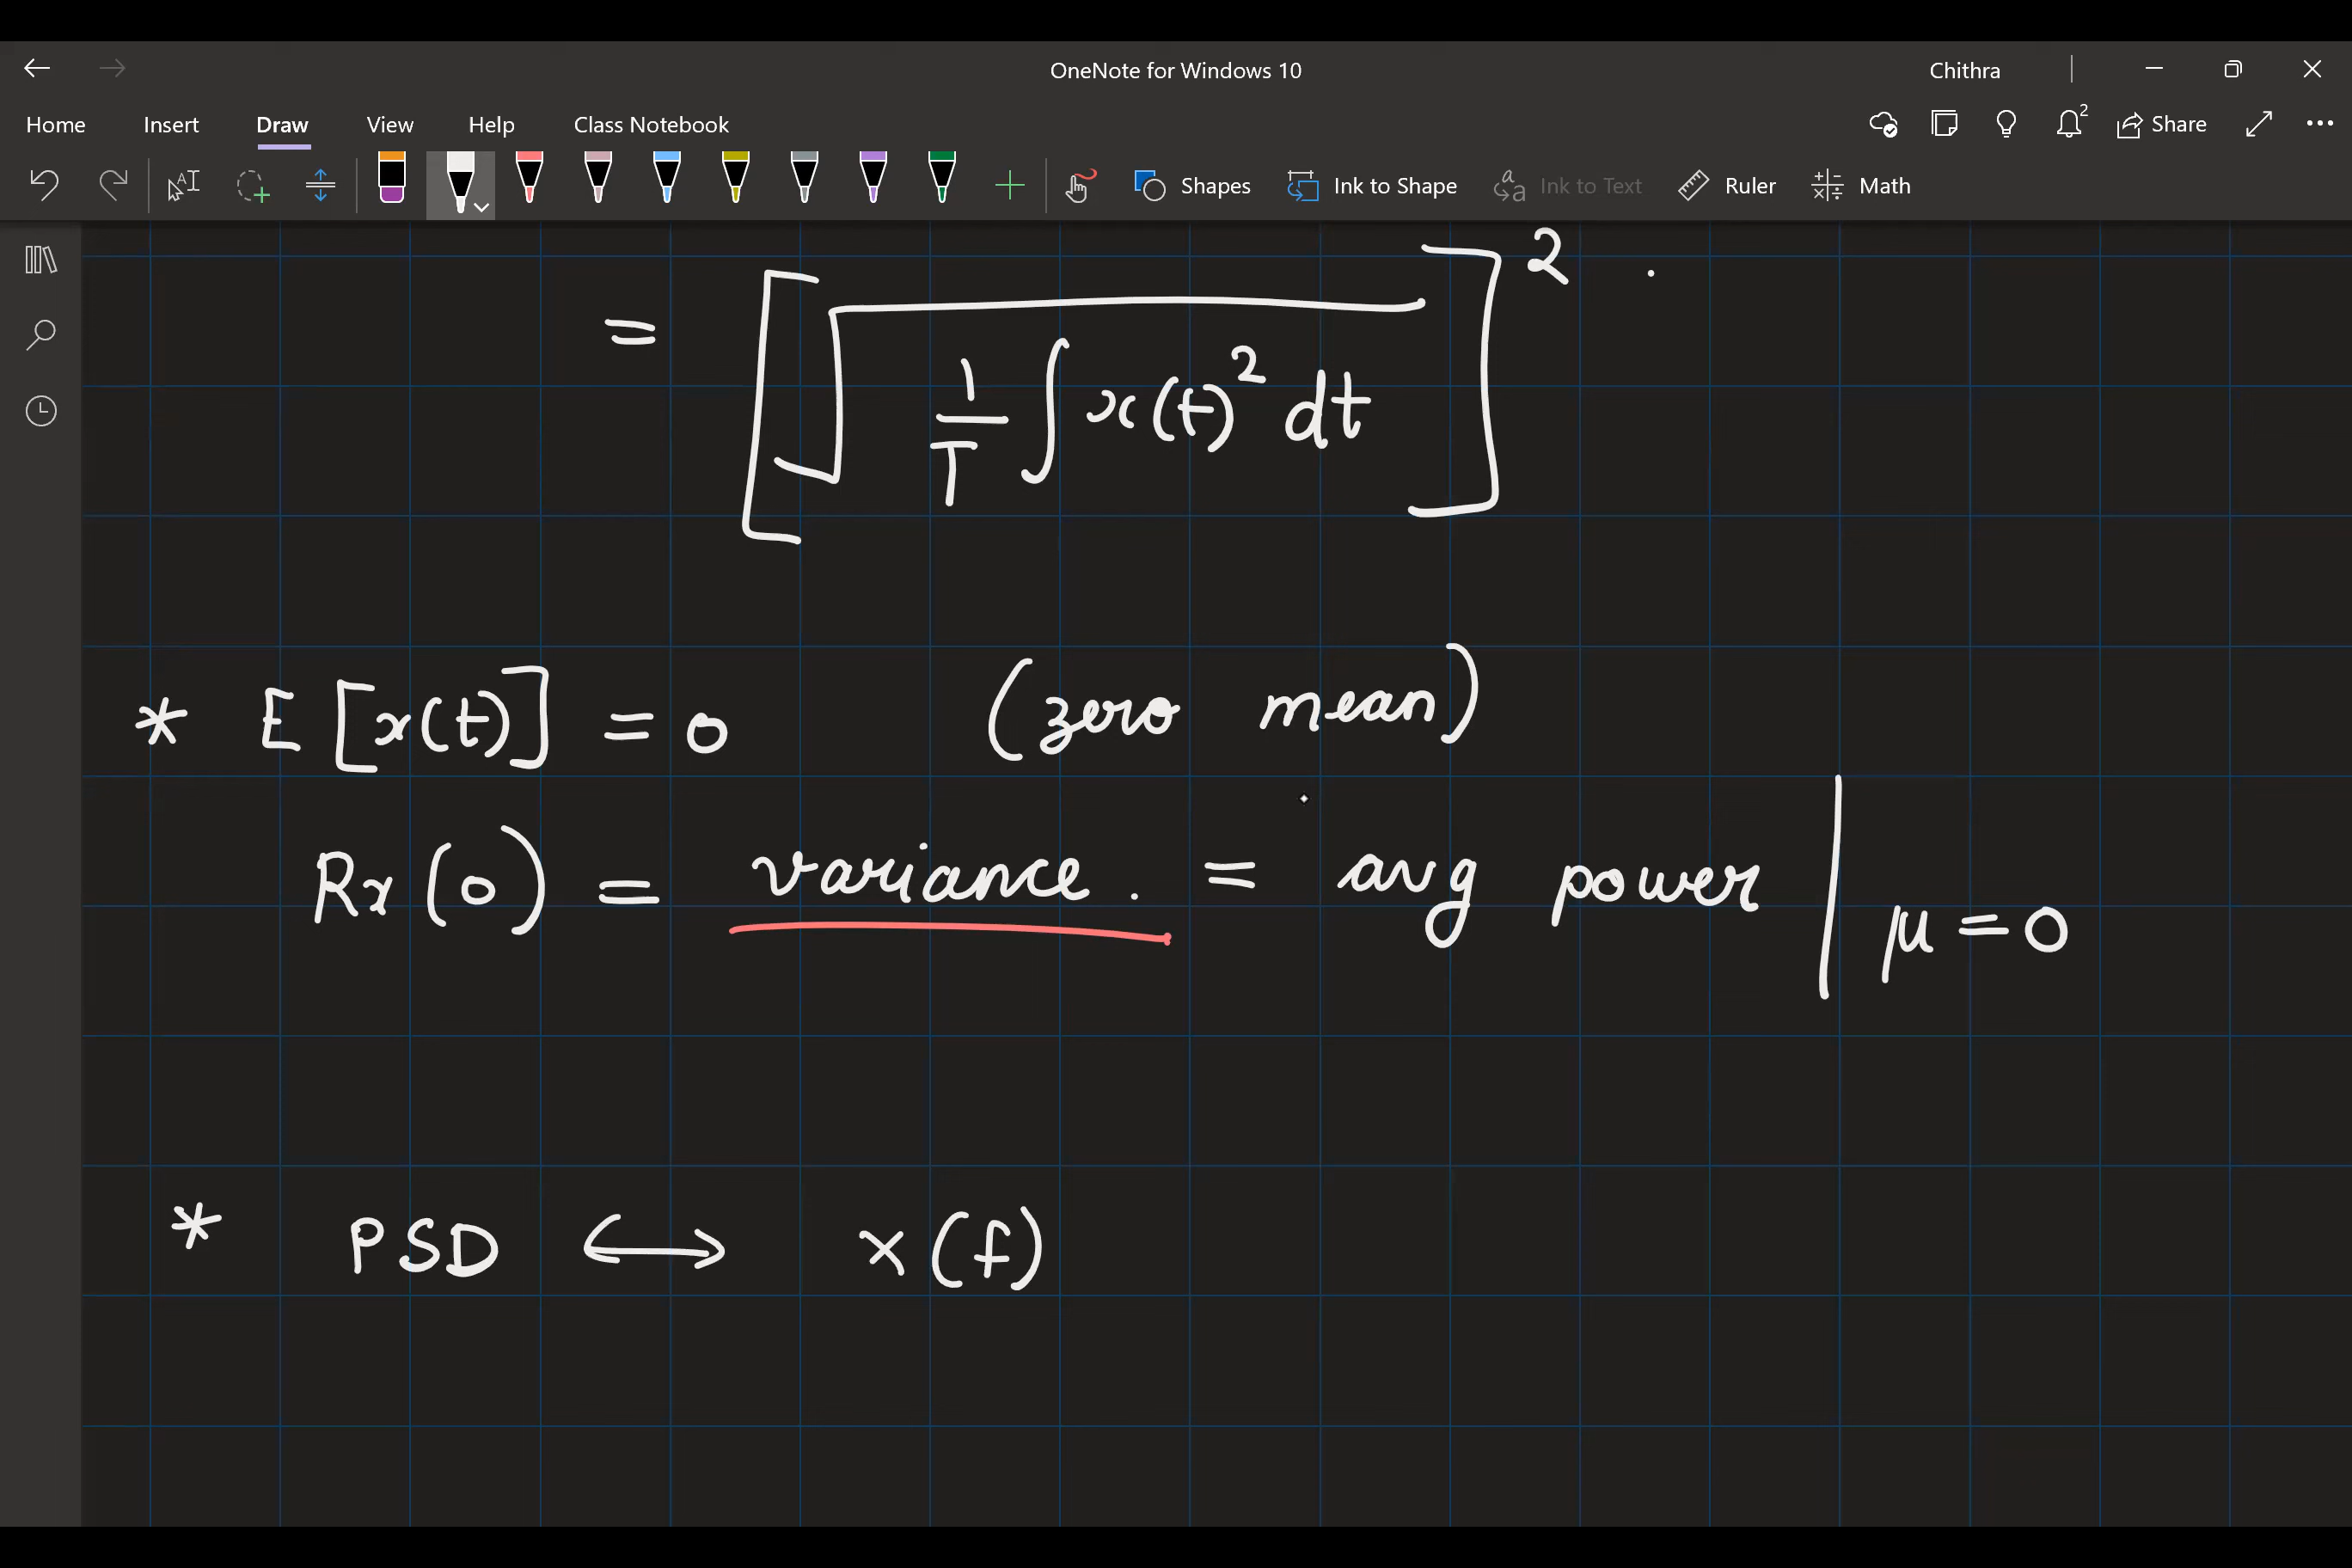 OneNote for Windows 10 Chithra
Home Insert Draw View Help Class Notebook 2 Share
Shapes Ink to Shape Ink to Text Ruler Math
= [√(1/T ∫ x(t)² dt)]² .
* E[x(t)] = 0 (zero mean)
Rx(0) = variance. = avg power | μ = 0
* PSD ⟷ x(f)